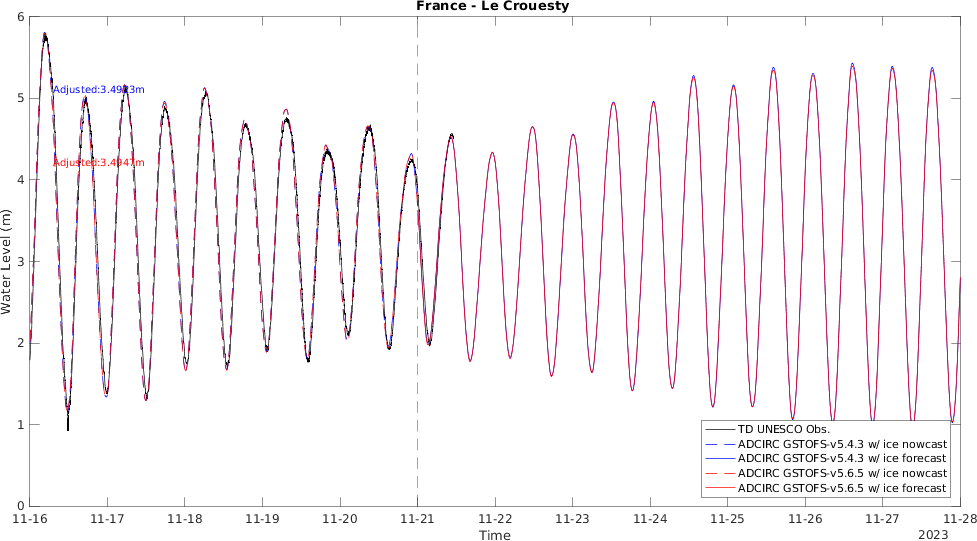 France - Le Crouesty
6
5
4
3
2
1
0
Water Level (m)
Adjusted:3.4923m
Adjusted:3.4947m
TD UNESCO Obs.
ADCIRC GSTOFS-v5.4.3 w/ ice nowcast
ADCIRC GSTOFS-v5.4.3 w/ ice forecast
ADCIRC GSTOFS-v5.6.5 w/ ice nowcast
ADCIRC GSTOFS-v5.6.5 w/ ice forecast
11-16 11-17 11-18 11-19 11-20 11-21 11-22 11-23 11-24 11-25 11-26 11-27 11-28
Time
2023